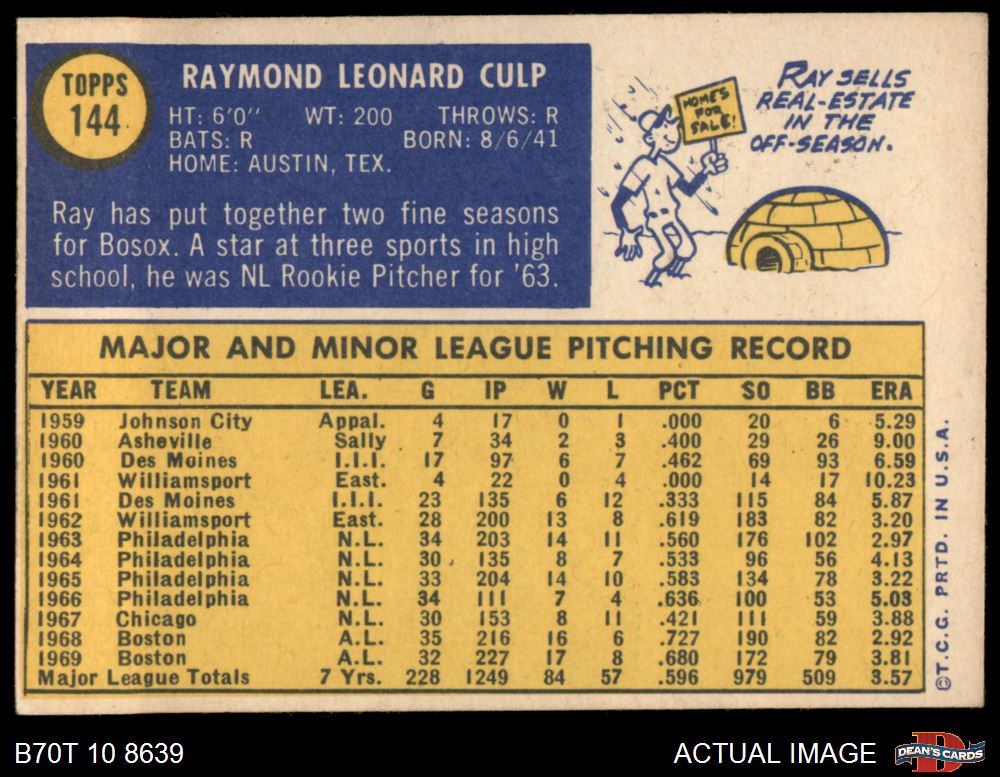 TOPPS
144
RAYMOND LEONARD CULP
HT: 6'0" WT: 200 THROWS: R
BATS: R BORN: 8/6/41
HOME: AUSTIN, TEX.
Ray has put together two fine seasons
for Bosox. A star at three sports in high
school, he was NL Rookie Pitcher for '63.
HOMES
FOR
SALE!
RAY SELLS
REAL-ESTATE
IN THE
OFF-SEASON.
MAJOR AND MINOR LEAGUE PITCHING RECORD
YEAR TEAM LEA. G IP W L PCT SO BB ERA
1959 Johnson City Appal. 4 17 0 1 .000 20 6 5.29
1960 Asheville Sally 7 34 2 3 .400 29 26 9.00
1960 Des Moines I.I.I. 17 97 6 7 .462 69 93 6.59
1961 Williamsport East. 4 22 0 4 .000 14 17 10.23
1961 Des Moines I.I.I. 23 135 6 12 .333 115 84 5.87
1962 Williamsport East. 28 200 13 8 .619 183 82 3.20
1963 Philadelphia N.L. 34 203 14 11 .560 176 102 2.97
1964 Philadelphia N.L. 30 135 8 7 .533 96 56 4.13
1965 Philadelphia N.L. 33 204 14 10 .583 134 78 3.22
1966 Philadelphia N.L. 34 111 7 4 .636 100 53 5.03
1967 Chicago N.L. 30 153 8 11 .421 111 59 3.88
1968 Boston A.L. 35 216 16 6 .727 190 82 2.92
1969 Boston A.L. 32 227 17 8 .680 172 79 3.81
Major League Totals 7 Yrs. 228 1249 84 57 .596 979 509 3.57
©T.C.G. PRTD. IN U.S.A.
B70T 10 8639
ACTUAL IMAGE
D
DEAN'S CARDS